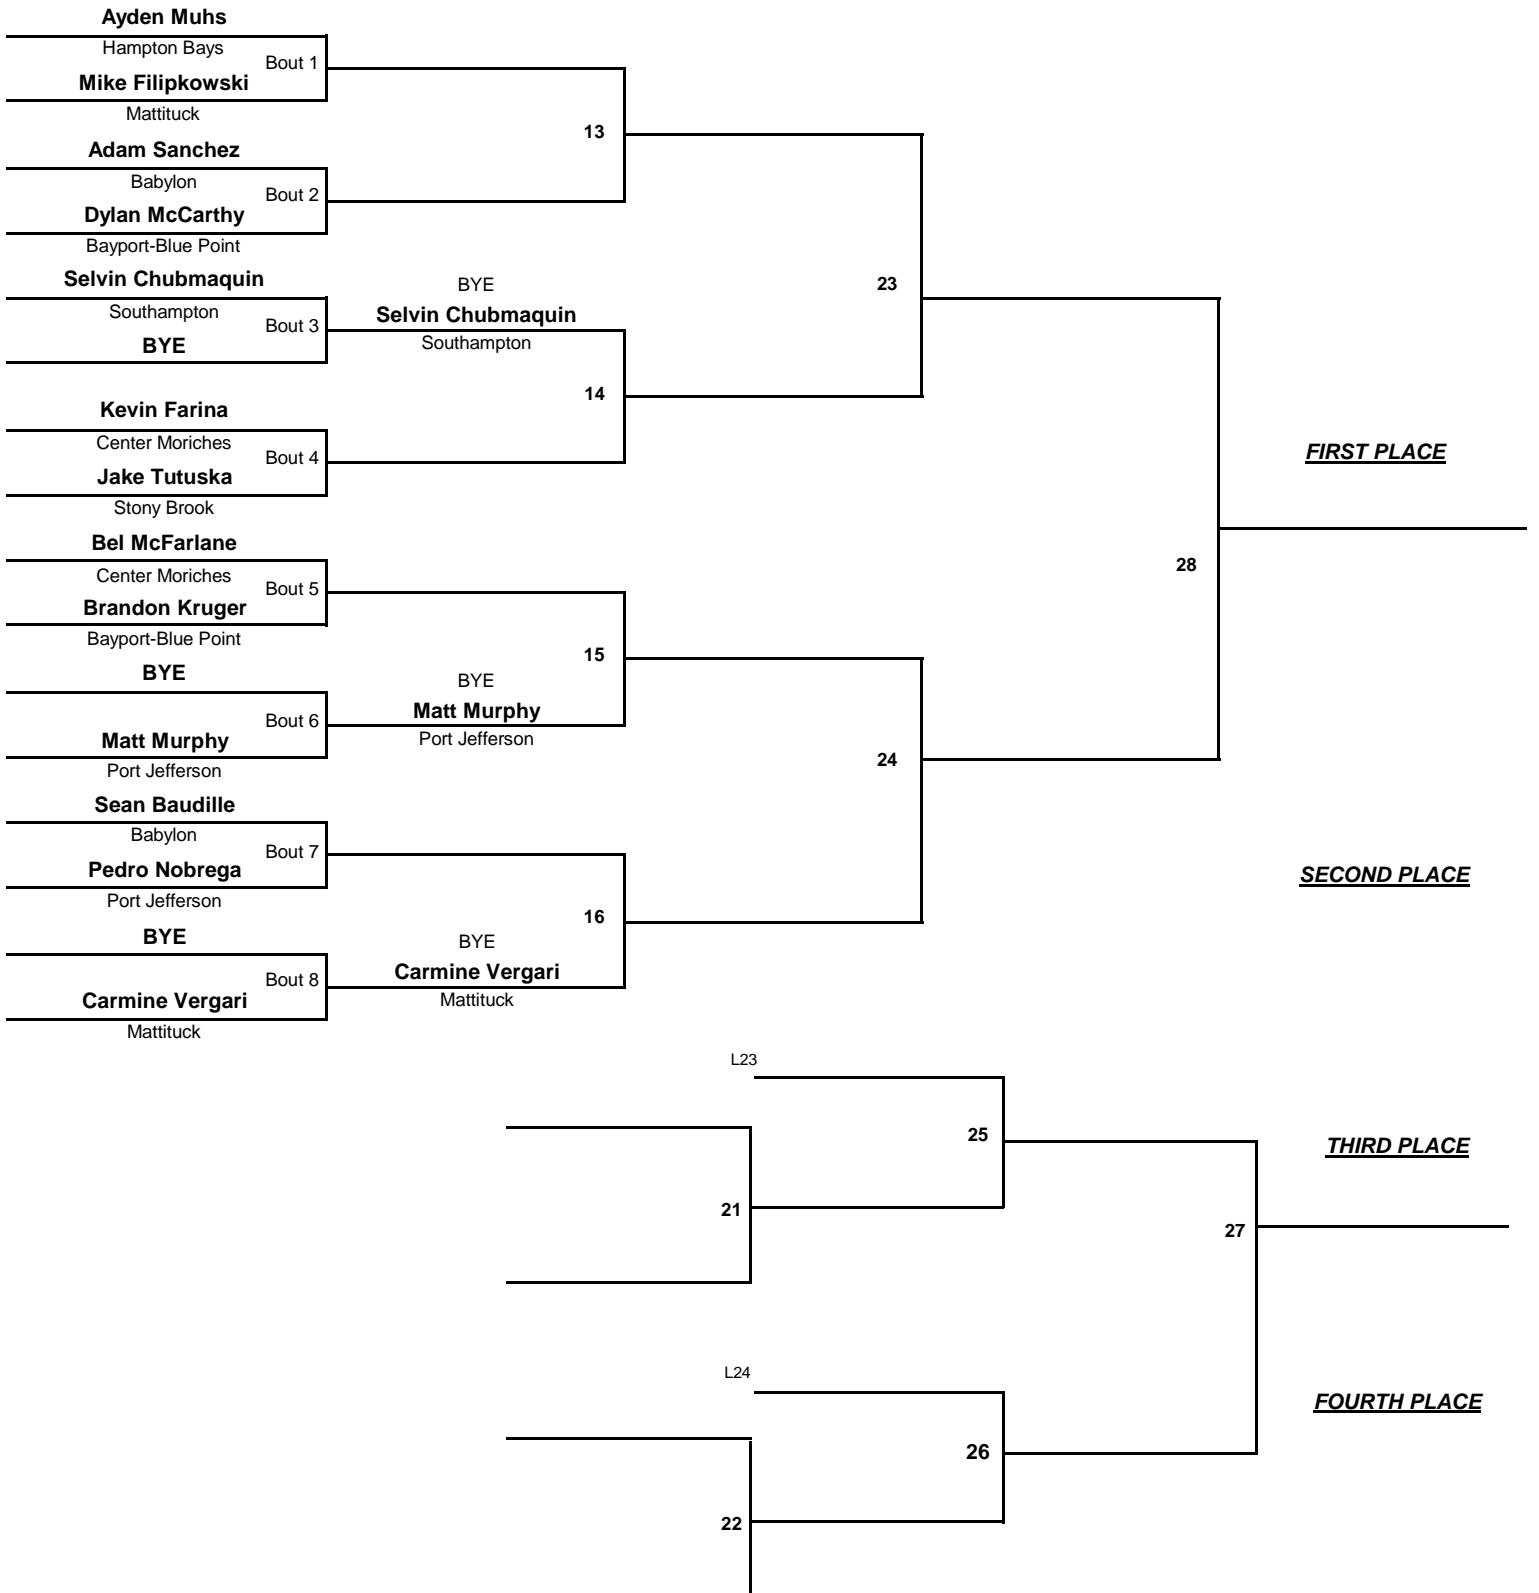 Ayden Muhs
Hampton Bays
Bout 1
Mike Filipkowski
Mattituck
13
Adam Sanchez
Babylon
Bout 2
Dylan McCarthy
Bayport-Blue Point
Selvin Chubmaquin
BYE
23
Southampton
Bout 3
Selvin Chubmaquin
BYE
Southampton
14
Kevin Farina
Center Moriches
Bout 4
FIRST PLACE
Jake Tutuska
Stony Brook
Bel McFarlane
28
Center Moriches
Bout 5
Brandon Kruger
Bayport-Blue Point
15
BYE
BYE
Bout 6
Matt Murphy
Matt Murphy
Port Jefferson
24
Port Jefferson
Sean Baudille
Babylon
Bout 7
Pedro Nobrega
SECOND PLACE
Port Jefferson
16
BYE
BYE
Bout 8
Carmine Vergari
Carmine Vergari
Mattituck
Mattituck
L23
25
THIRD PLACE
21
27
L24
FOURTH PLACE
26
22